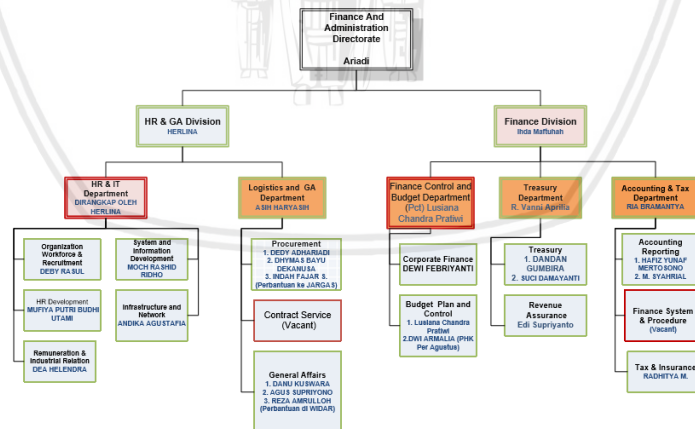 Finance And
Administration
Directorate
Ariadi
HR & GA Division
HERLINA
Finance Division
Ihda Maftuhah
HR & IT
Department
DIRANGKAP OLEH
HERLINA
Logistics and GA
Department
ASIH HARYASIH
Finance Control and
Budget Department
(Pct) Lusiana
Chandra Pratiwi
Treasury
Department
R. Vanni Aprilla
Accounting & Tax
Department
RIA BRAMANTYA
Organization
Workforce &
Recruitment
DEBY RASUL
System and
Information
Development
MOCH RASHID
RIDHO
HR Development
MUFIYA PUTRI BUDHI
UTAMI
Infrastructure and
Network
ANDIKA AGUSTAFIA
Remuneration &
Industrial Relation
DEA HELENDRA
Procurement
1. DEDY ADHARIADI
2. DHYMAS BAYU
DEKANUSA
3. INDAH FAJAR S.
(Perbantuan ke JARGAS)
Contract Service
(Vacant)
General Affairs
1. DANU KUSWARA
2. AGUS SUPRIYONO
3. REZA AMRULLOH
(Perbantuan di WIDAR)
Corporate Finance
DEWI FEBRIYANTI
Budget Plan and
Control
1. Lusiana Chandra
Pratiwi
2.DWI ARMALIA (PHK
Per Agustus)
Treasury
1. DANDAN
GUMBIRA
2. SUCI DAMAYANTI
Revenue
Assurance
Edi Supriyanto
Accounting
Reporting
1. HAFIZ YUNAF
MERTOSONO
2. M. SYAHRIAL
Finance System
& Procedure
(Vacant)
Tax & Insurance
RADHITYA M.